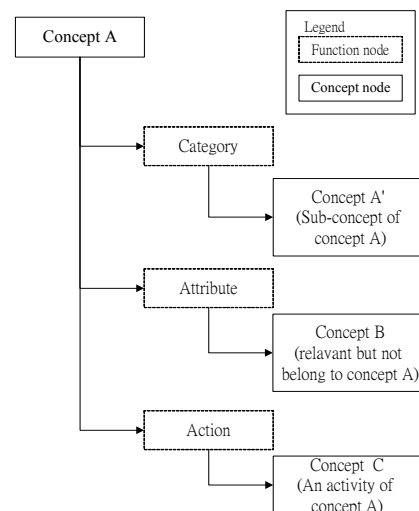 Concept A
Legend
Function node
Concept node
Category
Concept A'
(Sub-concept of
concept A)
Attribute
Concept B
(relavant but not
belong to concept A)
Action
Concept C
(An activity of
concept A)